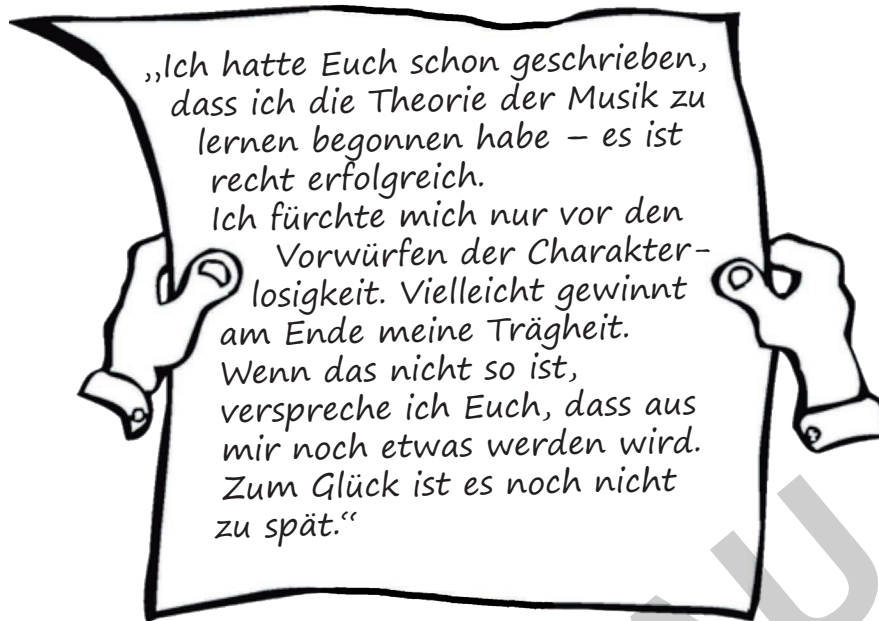 „Ich hatte Euch schon geschrieben,
dass ich die Theorie der Musik zu
lernen begonnen habe – es ist
recht erfolgreich.
Ich fürchte mich nur vor den
Vorwürfen der Charakter-
losigkeit. Vielleicht gewinnt
am Ende meine Trägheit.
Wenn das nicht so ist,
verspreche ich Euch, dass aus
mir noch etwas werden wird.
Zum Glück ist es noch nicht
zu spät.“